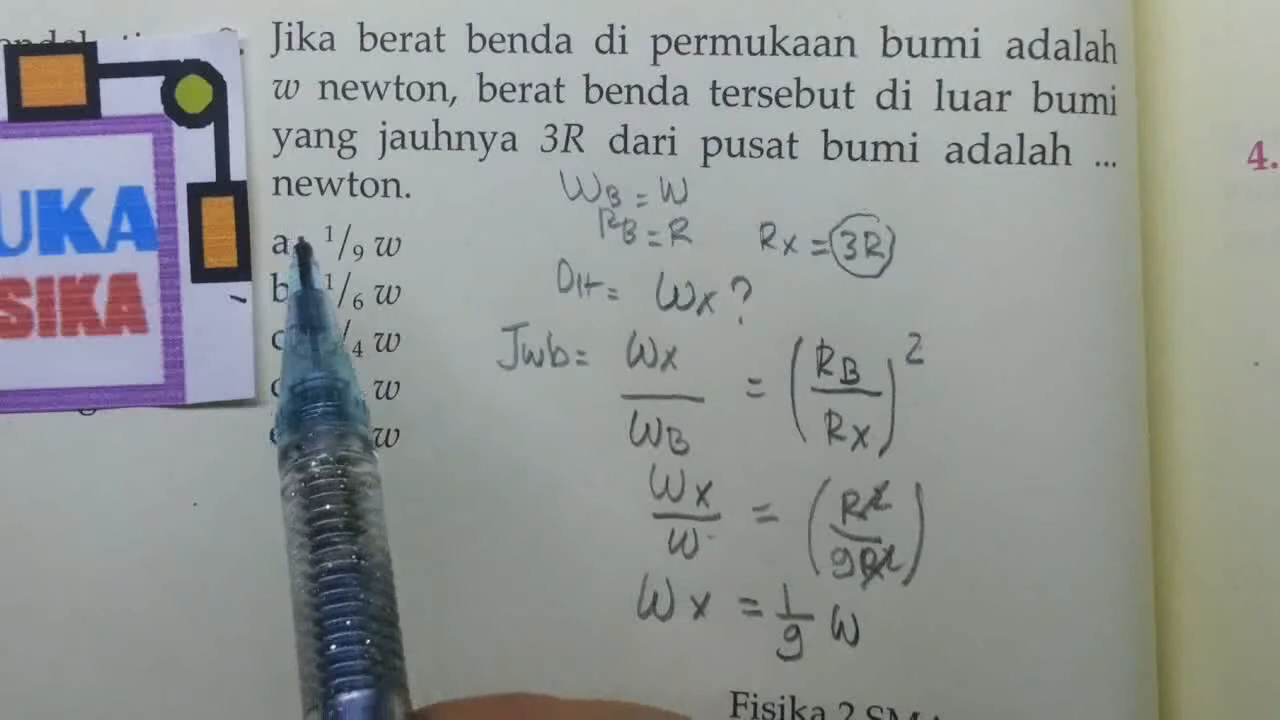 Jika berat benda di permukaan bumi adalah
w newton, berat benda tersebut di luar bumi
yang jauhnya 3R dari pusat bumi adalah ...
newton.
a. 1/9 w
b. 1/6 w
/4 w
w
w
WB = W
RB = R Rx = 3R
Dit = Wx ?
Jwb = Wx/WB = (RB/Rx)²
Wx/W = (R²/9R²)
Wx = 1/9 W
UKA
SIKA
4.
Fisika 2